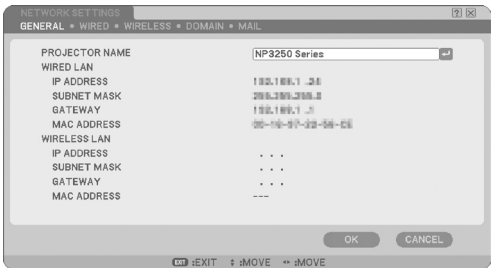 NETWORK SETTINGS
GENERAL • WIRED • WIRELESS • DOMAIN • MAIL
PROJECTOR NAME NP3250 Series
WIRED LAN
IP ADDRESS
SUBNET MASK
GATEWAY
MAC ADDRESS
WIRELESS LAN
IP ADDRESS . . .
SUBNET MASK . . .
GATEWAY . . .
MAC ADDRESS ---
OK CANCEL
EXIT :EXIT :MOVE :MOVE